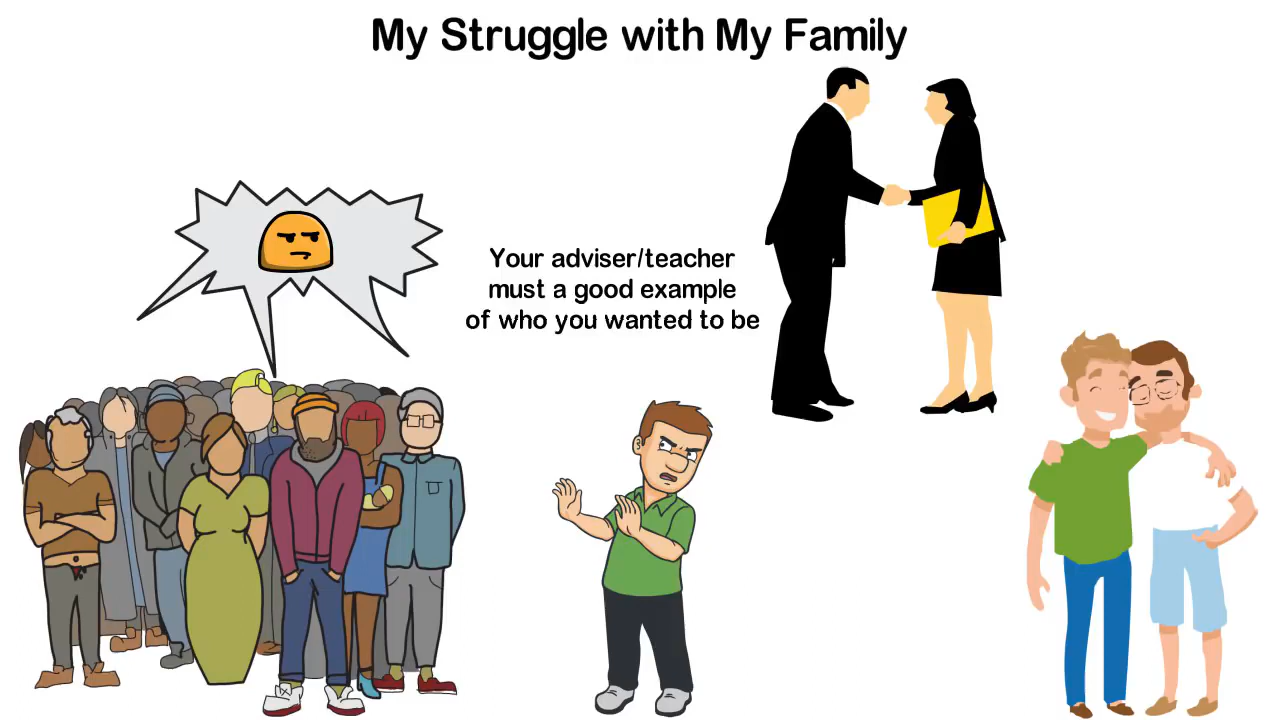 My Struggle with My Family
Your adviser/teacher
must a good example
of who you wanted to be